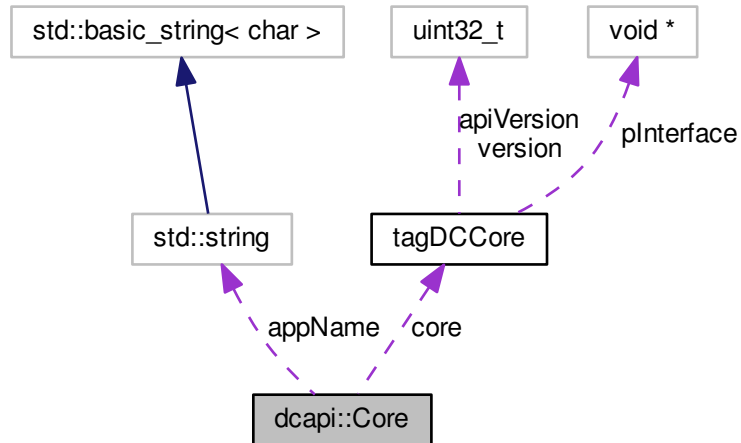 std::basic_string< char >
uint32_t
void *
apiVersion
version
pInterface
std::string
tagDCCore
appName
core
dcapi::Core